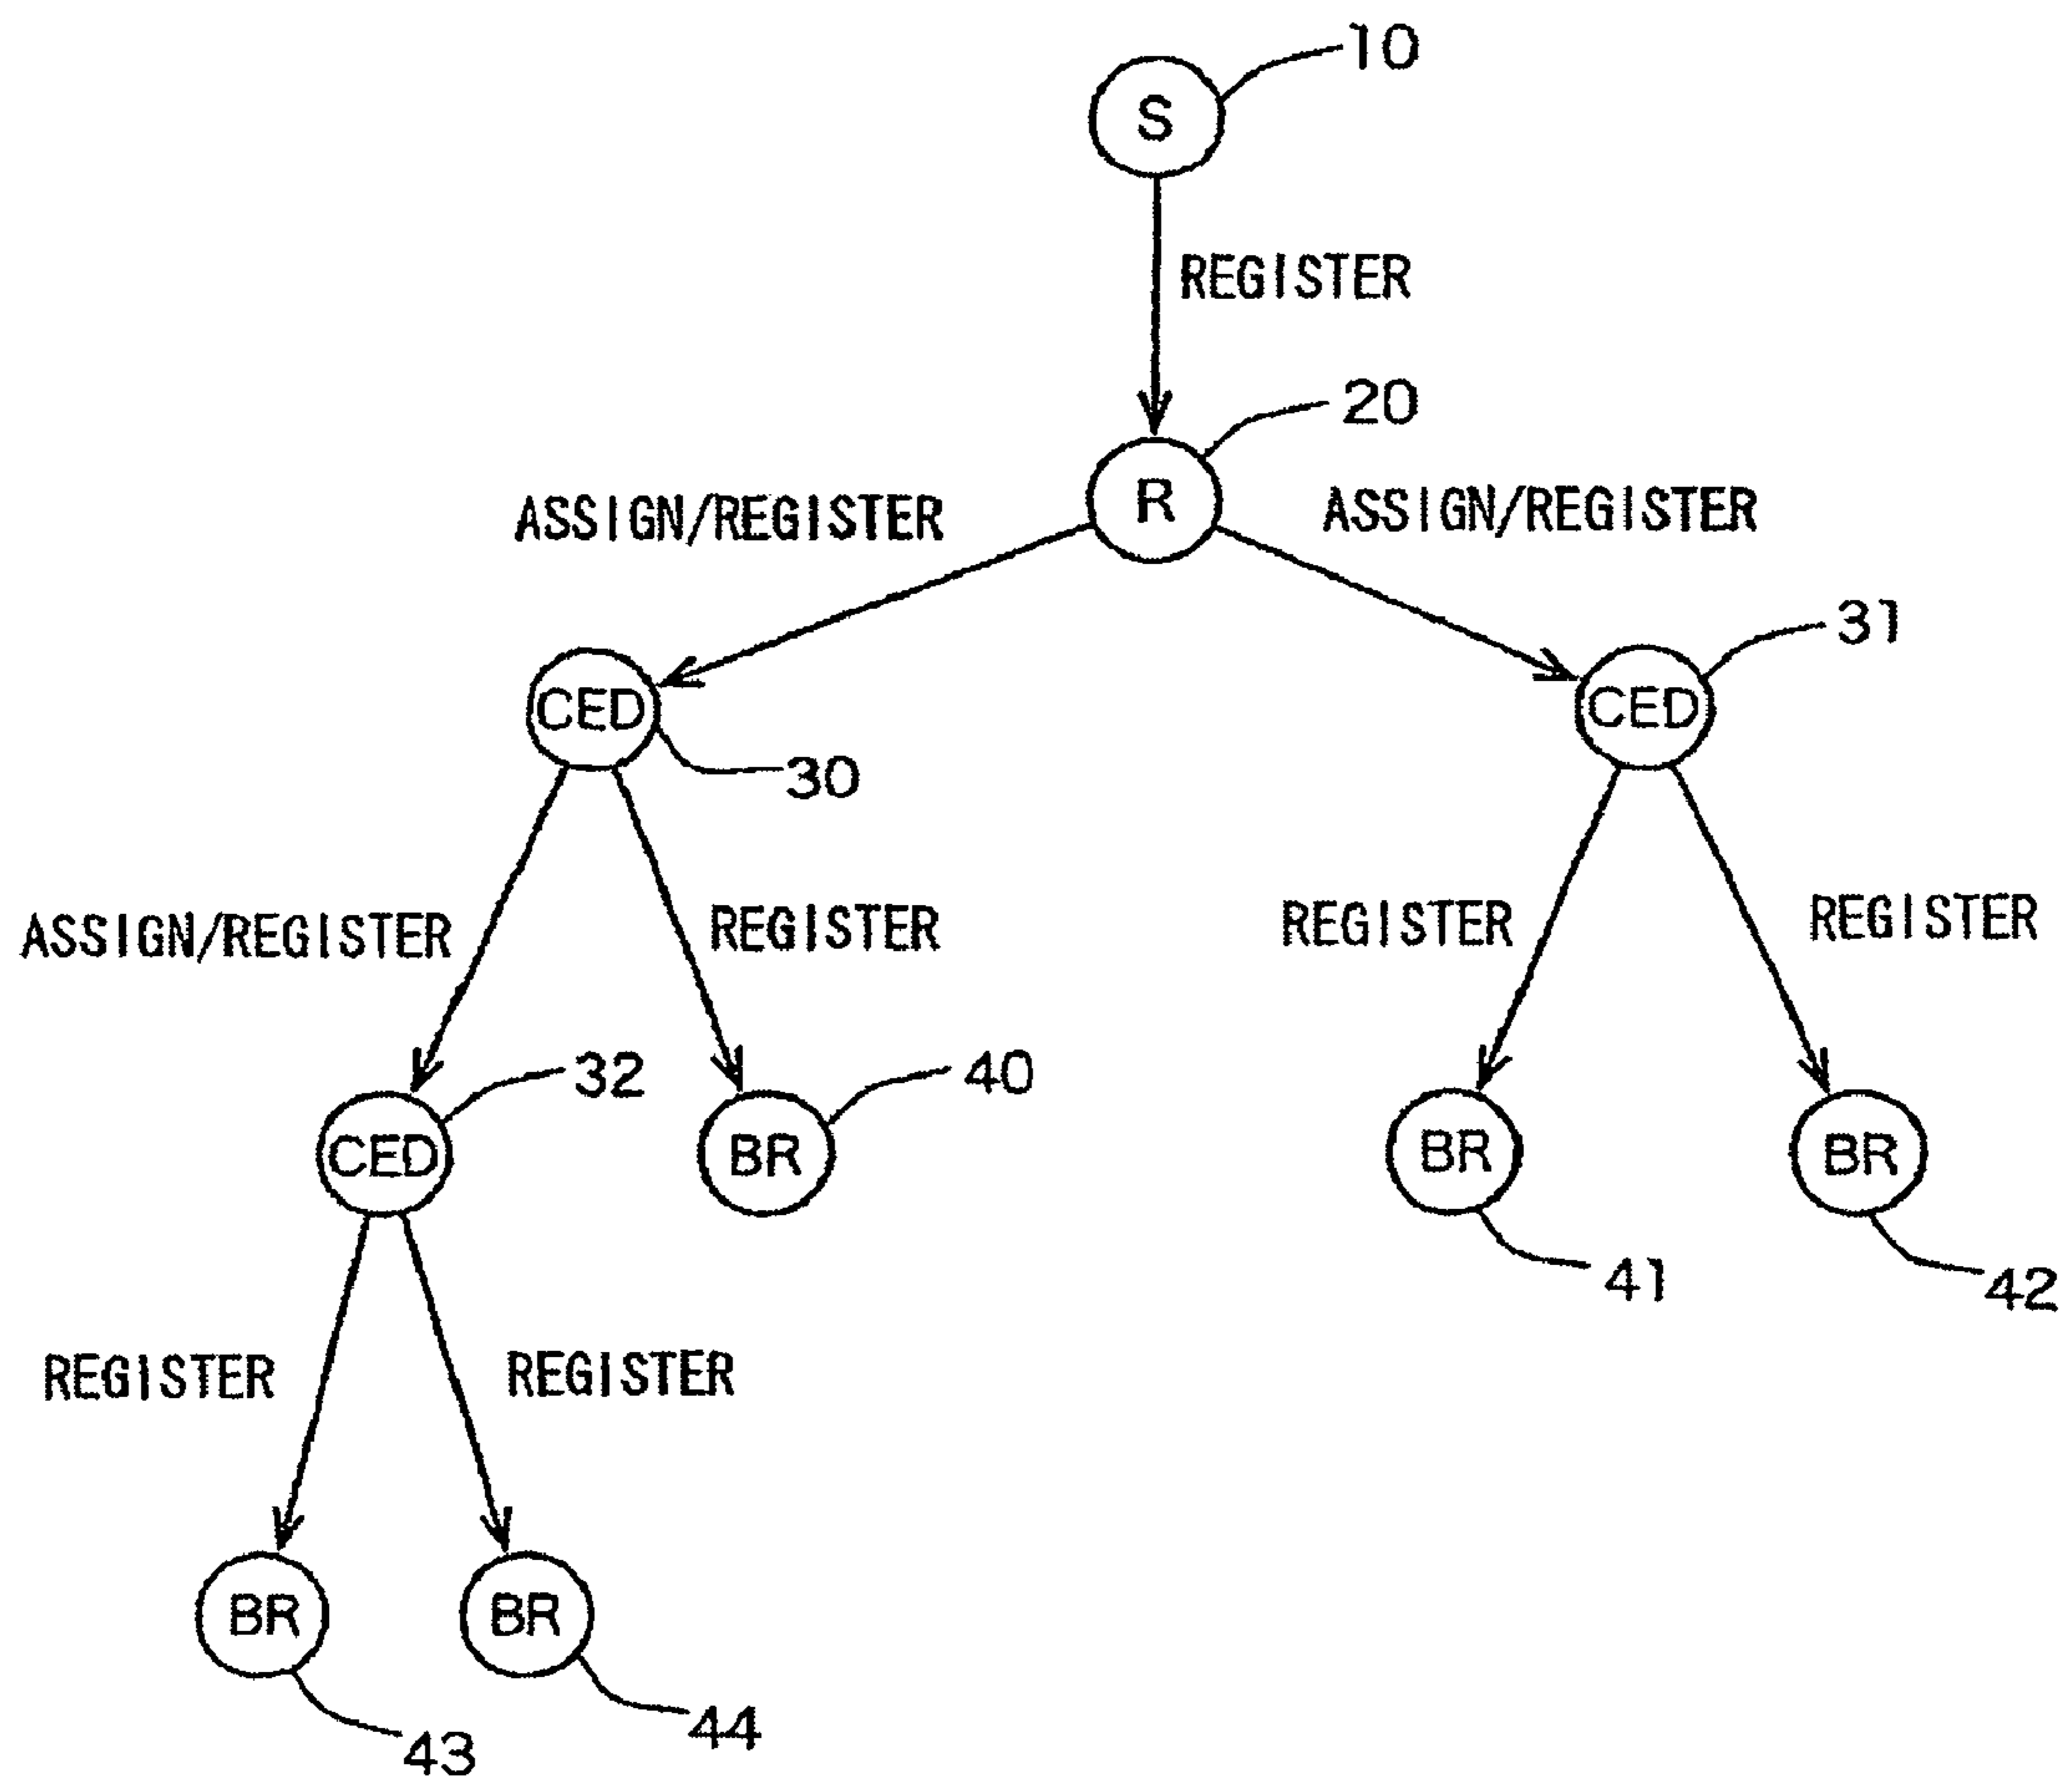 10
S
REGISTER
20
R
ASSIGN/REGISTER
ASSIGN/REGISTER
31
CED
CED
30
ASSIGN/REGISTER
REGISTER
REGISTER
REGISTER
32
40
CED
BR
BR
BR
41
42
REGISTER
REGISTER
BR
BR
43
44